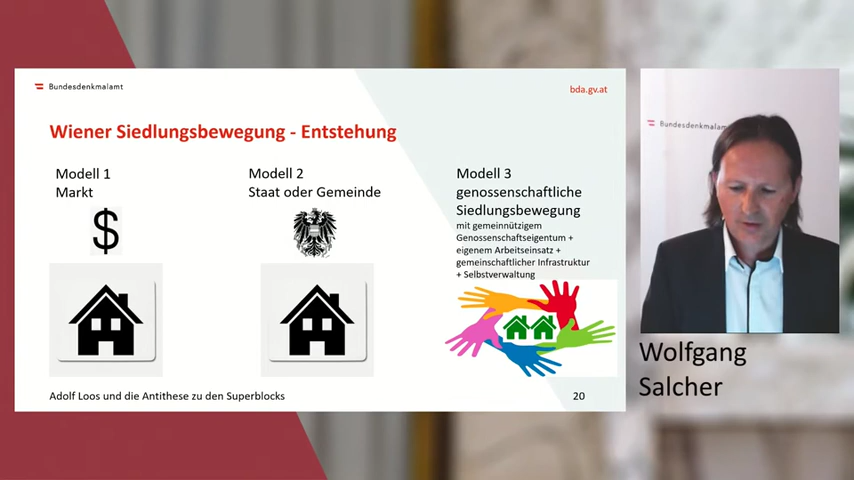 Bundesdenkmalamt
bda.gv.at
Wiener Siedlungsbewegung - Entstehung
Modell 1
Markt
$
Modell 2
Staat oder Gemeinde
Modell 3
genossenschaftliche
Siedlungsbewegung
mit gemeinnützigem
Genossenschaftseigentum +
eigenem Arbeitseinsatz +
gemeinschaftlicher Infrastruktur
+ Selbstverwaltung
Adolf Loos und die Antithese zu den Superblocks
20
Bundesdenkmalam
Wolfgang
Salcher